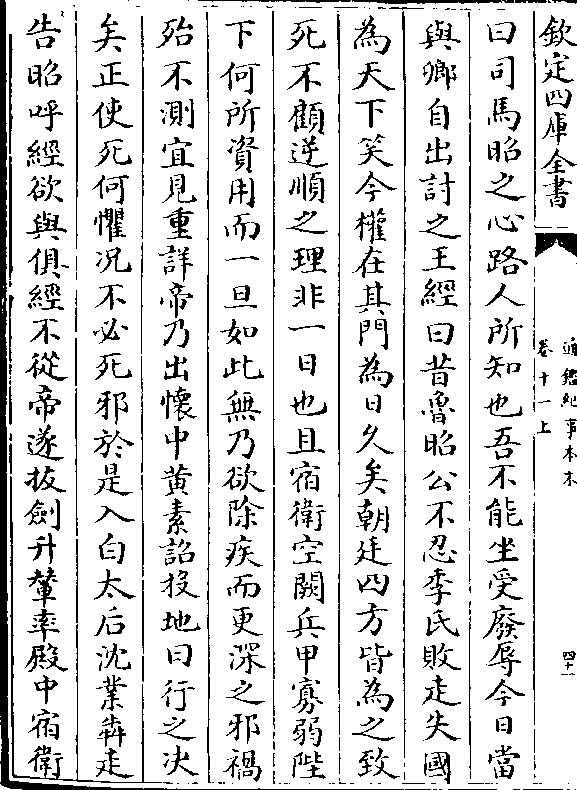 欽定四庫全書
通鑑紀事本末
卷十一上
四十一
曰司馬昭之心路人所知也吾不能坐受廢辱今日當
與卿自出討之王經曰昔魯昭公不忍季氏敗走失國
為天下笑今權在其門為日久矣朝廷四方皆為之致
死不顧逆順之理非一日也且宿衛空闕兵甲寡弱陛
下何所資用而一旦如此無乃欲除疾而更深之邪禍
殆不測宜見重詳帝乃出懷中黄素詔投地曰行之决
矣正使死何懼况不必死邪於是入白太后沈業犇走
告昭呼經欲與俱經不從帝遂拔劍升輦率殿中宿衛